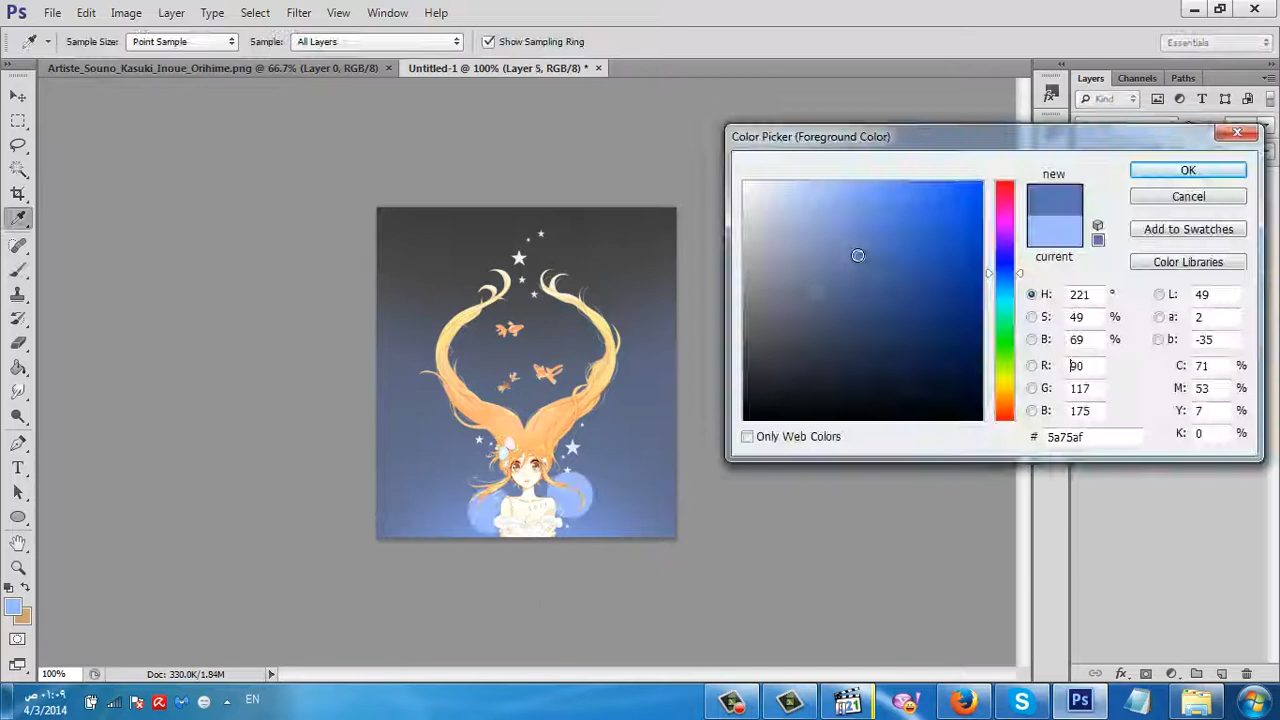 Ps File Edit Image Layer Type Select Filter View Window Help
Sample Size: Point Sample Sample: All Layers Show Sampling Ring Essentials
Artiste_Souno_Kasuki_Inoue_Orihime.png @ 66.7% (Layer 0, RGB/8) × Untitled-1 @ 100% (Layer 5, RGB/8) * ×
Layers Channels Paths
Kind
Color Picker (Foreground Color)
new
current
OK
Cancel
Add to Swatches
Color Libraries
H: 221 ° L: 49
S: 49 % a: 2
B: 69 % b: -35
R: 90 C: 71 %
G: 117 M: 53 %
B: 175 Y: 7 %
# 5a75af K: 0 %
Only Web Colors
100% Doc: 330.0K/1.84M
٠١:٠٩ ص
4/3/2014
EN
321
Ps